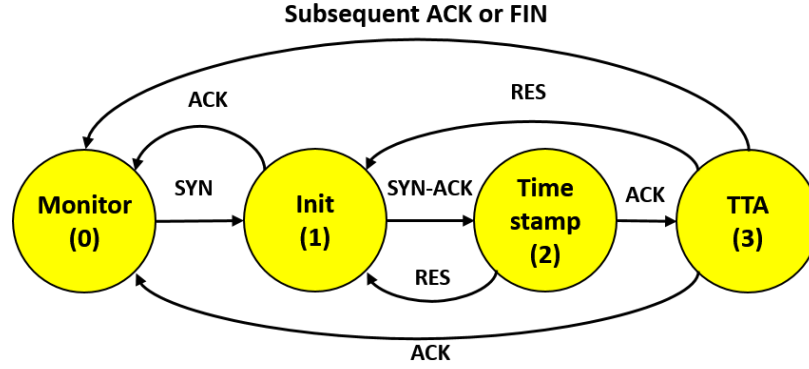 Subsequent ACK or FIN
ACK
RES
Monitor
(0)
SYN
Init
(1)
SYN-ACK
Time
stamp
(2)
ACK
TTA
(3)
RES
ACK